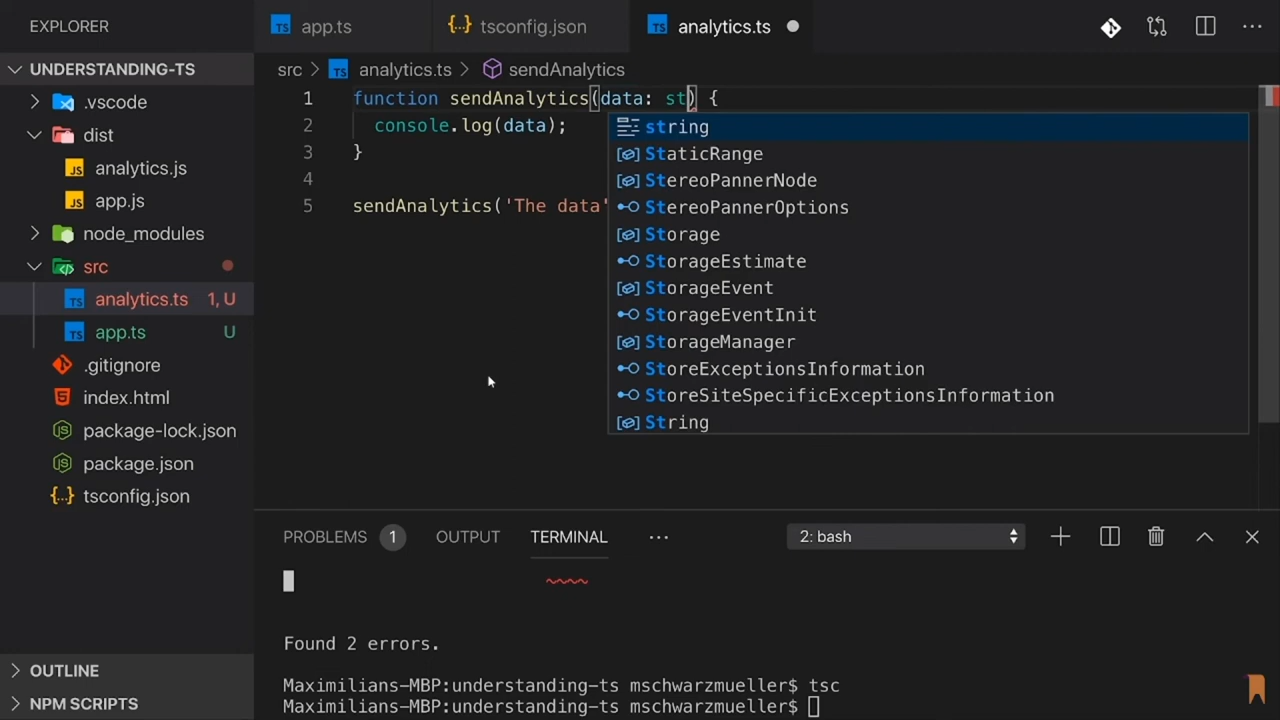 EXPLORER
UNDERSTANDING-TS
.vscode
dist
analytics.js
app.js
node_modules
src
analytics.ts 1, U
app.ts U
.gitignore
index.html
package-lock.json
package.json
tsconfig.json
OUTLINE
NPM SCRIPTS
app.ts tsconfig.json analytics.ts
src > analytics.ts > sendAnalytics
1 function sendAnalytics(data: st) {
2 console.log(data);
3 }
4
5 sendAnalytics('The data'
string
StaticRange
StereoPannerNode
StereoPannerOptions
Storage
StorageEstimate
StorageEvent
StorageEventInit
StorageManager
StoreExceptionsInformation
StoreSiteSpecificExceptionsInformation
String
PROBLEMS 1 OUTPUT TERMINAL ... 2: bash
Found 2 errors.
Maximilians-MBP:understanding-ts mschwarzmueller$ tsc
Maximilians-MBP:understanding-ts mschwarzmueller$